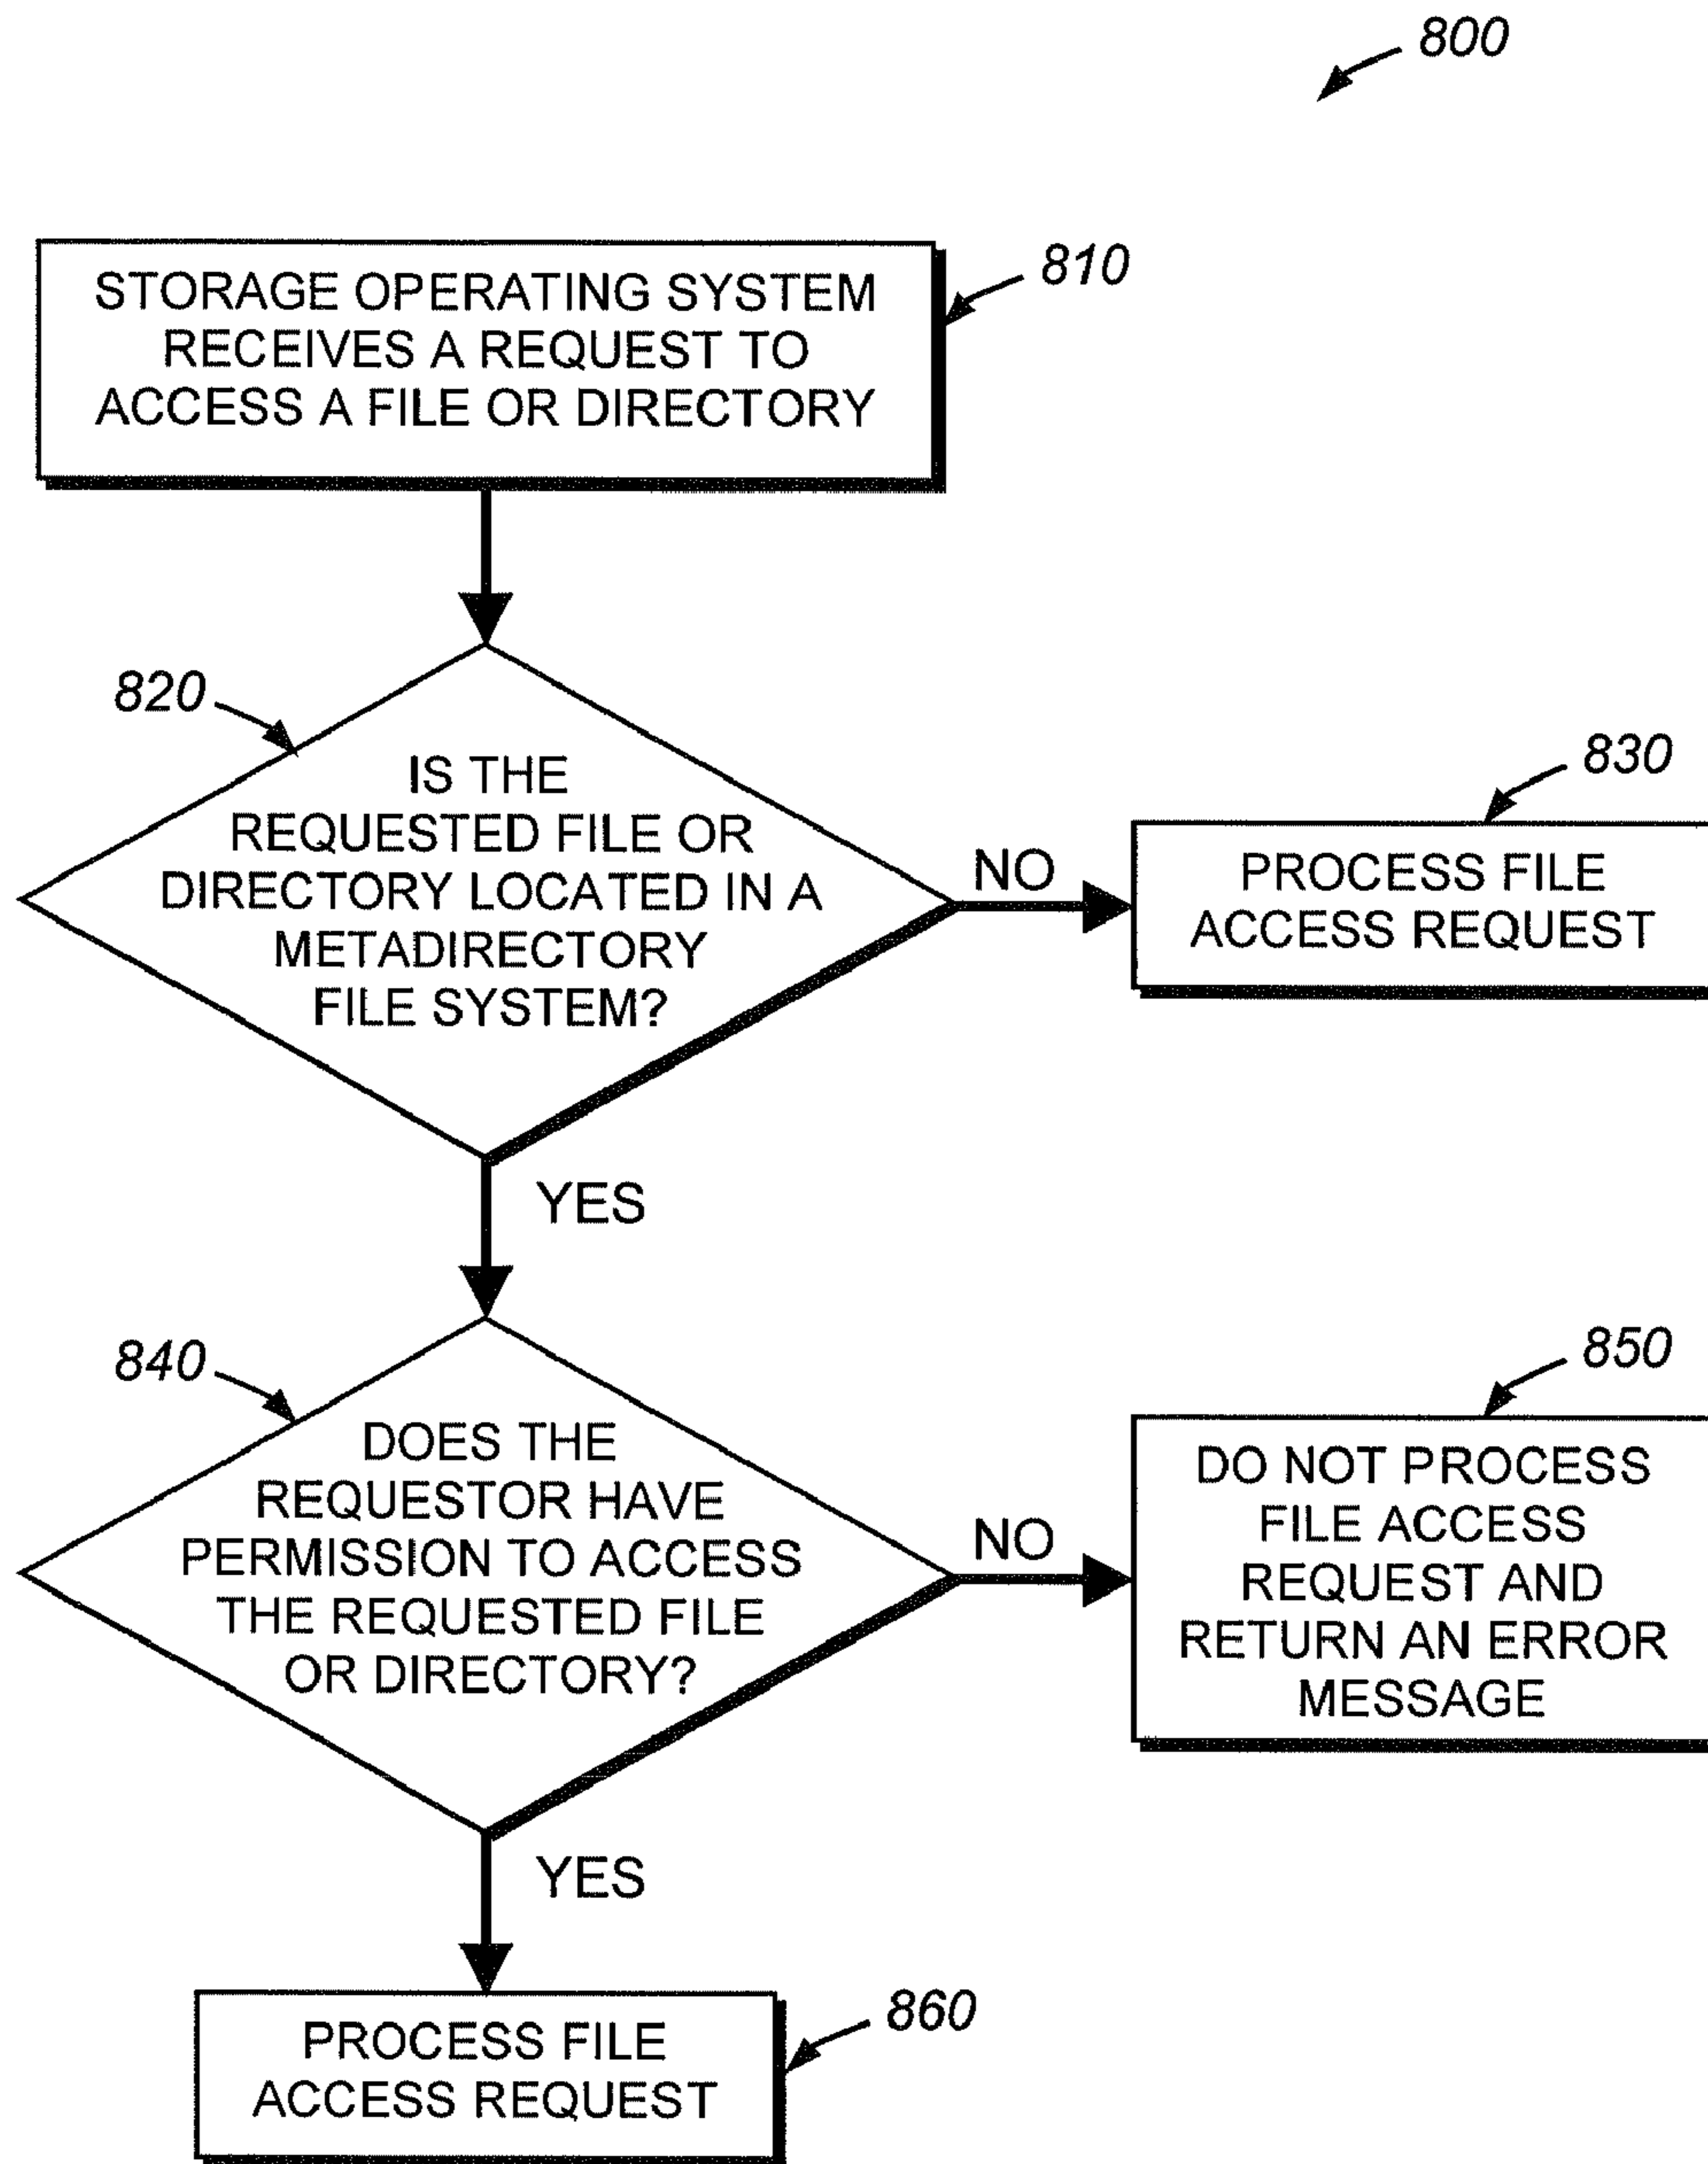 800
STORAGE OPERATING SYSTEM
RECEIVES A REQUEST TO
ACCESS A FILE OR DIRECTORY
810
820
IS THE
REQUESTED FILE OR
DIRECTORY LOCATED IN A
METADIRECTORY
FILE SYSTEM?
NO
830
PROCESS FILE
ACCESS REQUEST
YES
840
DOES THE
REQUESTOR HAVE
PERMISSION TO ACCESS
THE REQUESTED FILE
OR DIRECTORY?
NO
850
DO NOT PROCESS
FILE ACCESS
REQUEST AND
RETURN AN ERROR
MESSAGE
YES
860
PROCESS FILE
ACCESS REQUEST